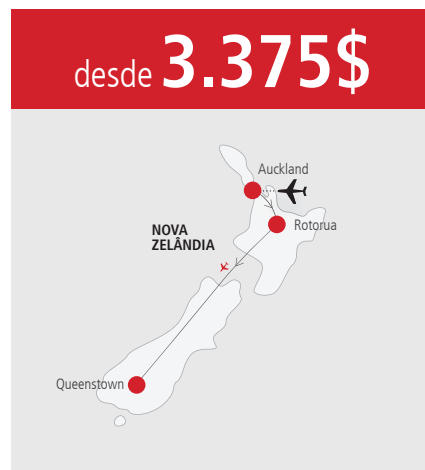 desde 3.375$
Auckland
Rotorua
NOVA
ZELÂNDIA
Queenstown